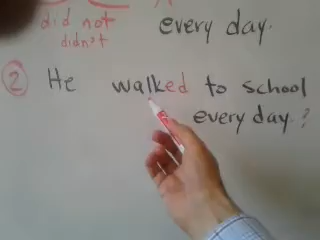 did not every day.
didn't
② He walked to school
every day?